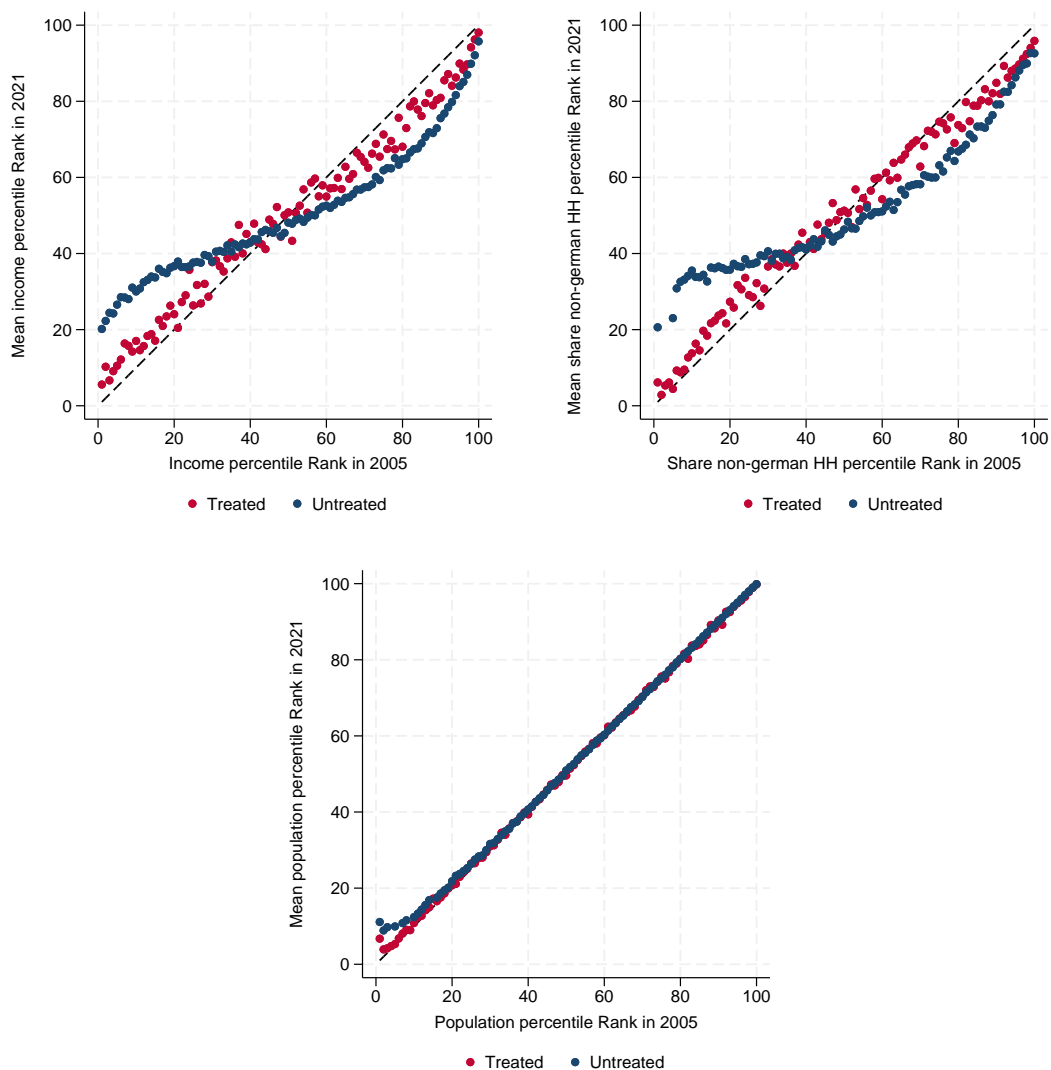 Mean income percentile Rank in 2021
100
80
60
40
20
0
0 20 40 60 80 100
Income percentile Rank in 2005
Treated Untreated
Mean share non-german HH percentile Rank in 2021
100
80
60
40
20
0
0 20 40 60 80 100
Share non-german HH percentile Rank in 2005
Treated Untreated
Mean population percentile Rank in 2021
100
80
60
40
20
0
0 20 40 60 80 100
Population percentile Rank in 2005
Treated Untreated